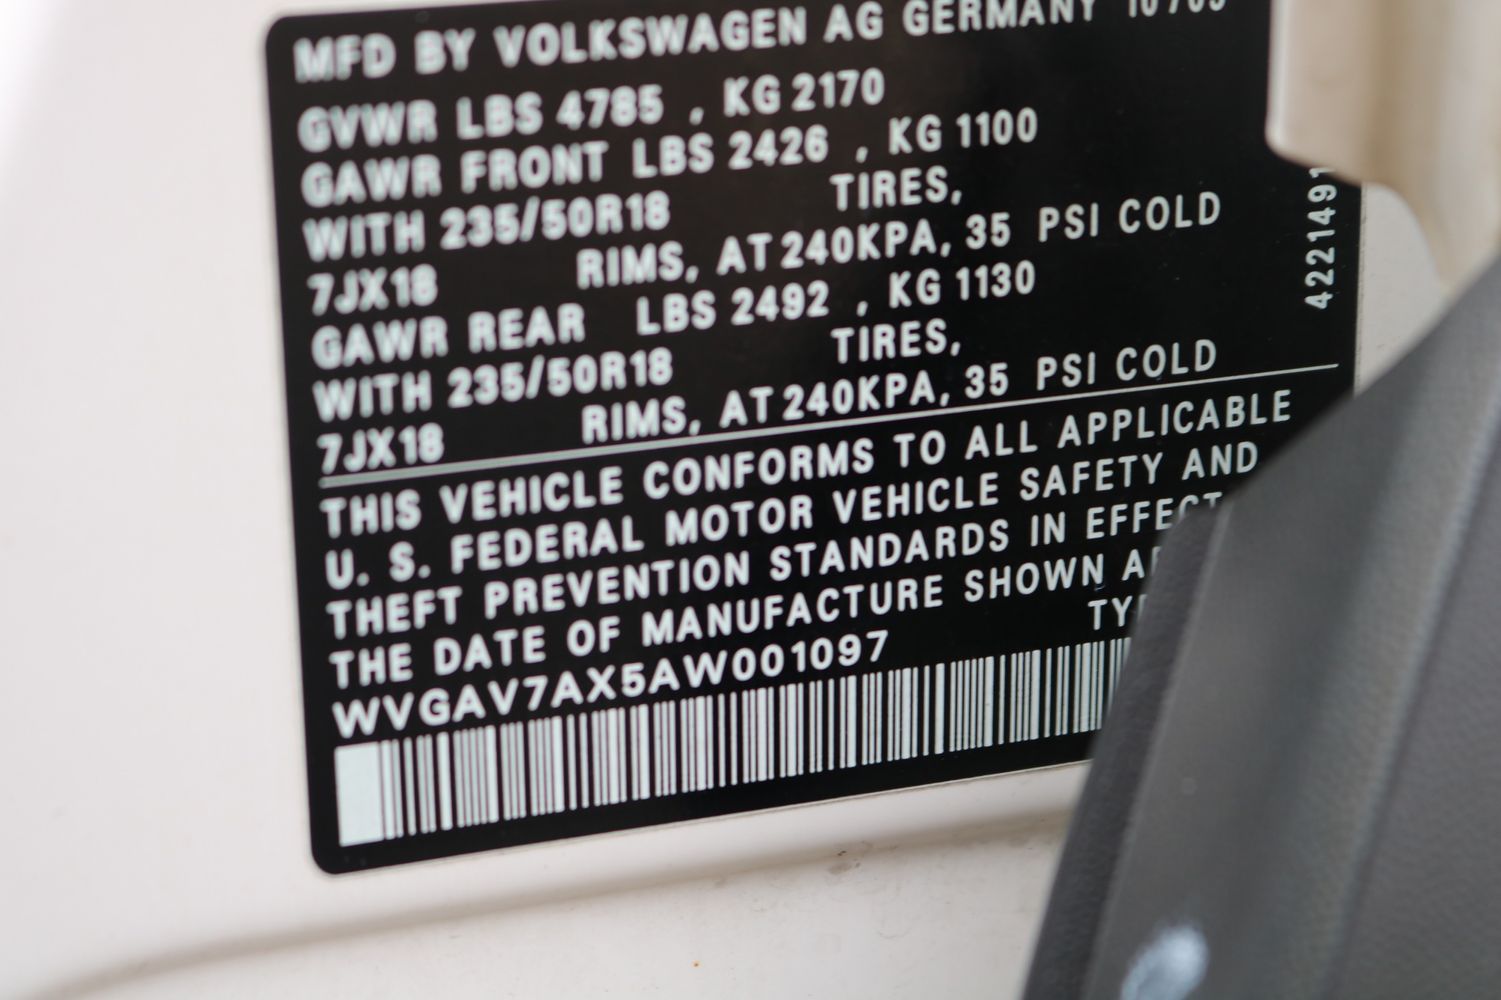 MFD BY VOLKSWAGEN AG GERMANY
GVWR LBS 4785 , KG 2170
GAWR FRONT LBS 2426 , KG 1100
WITH 235/50R18 TIRES,
7JX18 RIMS, AT 240KPA, 35 PSI COLD
GAWR REAR LBS 2492 , KG 1130
WITH 235/50R18 TIRES,
7JX18 RIMS, AT 240KPA, 35 PSI COLD
THIS VEHICLE CONFORMS TO ALL APPLICABLE
U. S. FEDERAL MOTOR VEHICLE SAFETY AND
THEFT PREVENTION STANDARDS IN EFFECT
THE DATE OF MANUFACTURE SHOWN
WVGAV7AX5AW001097
4221491